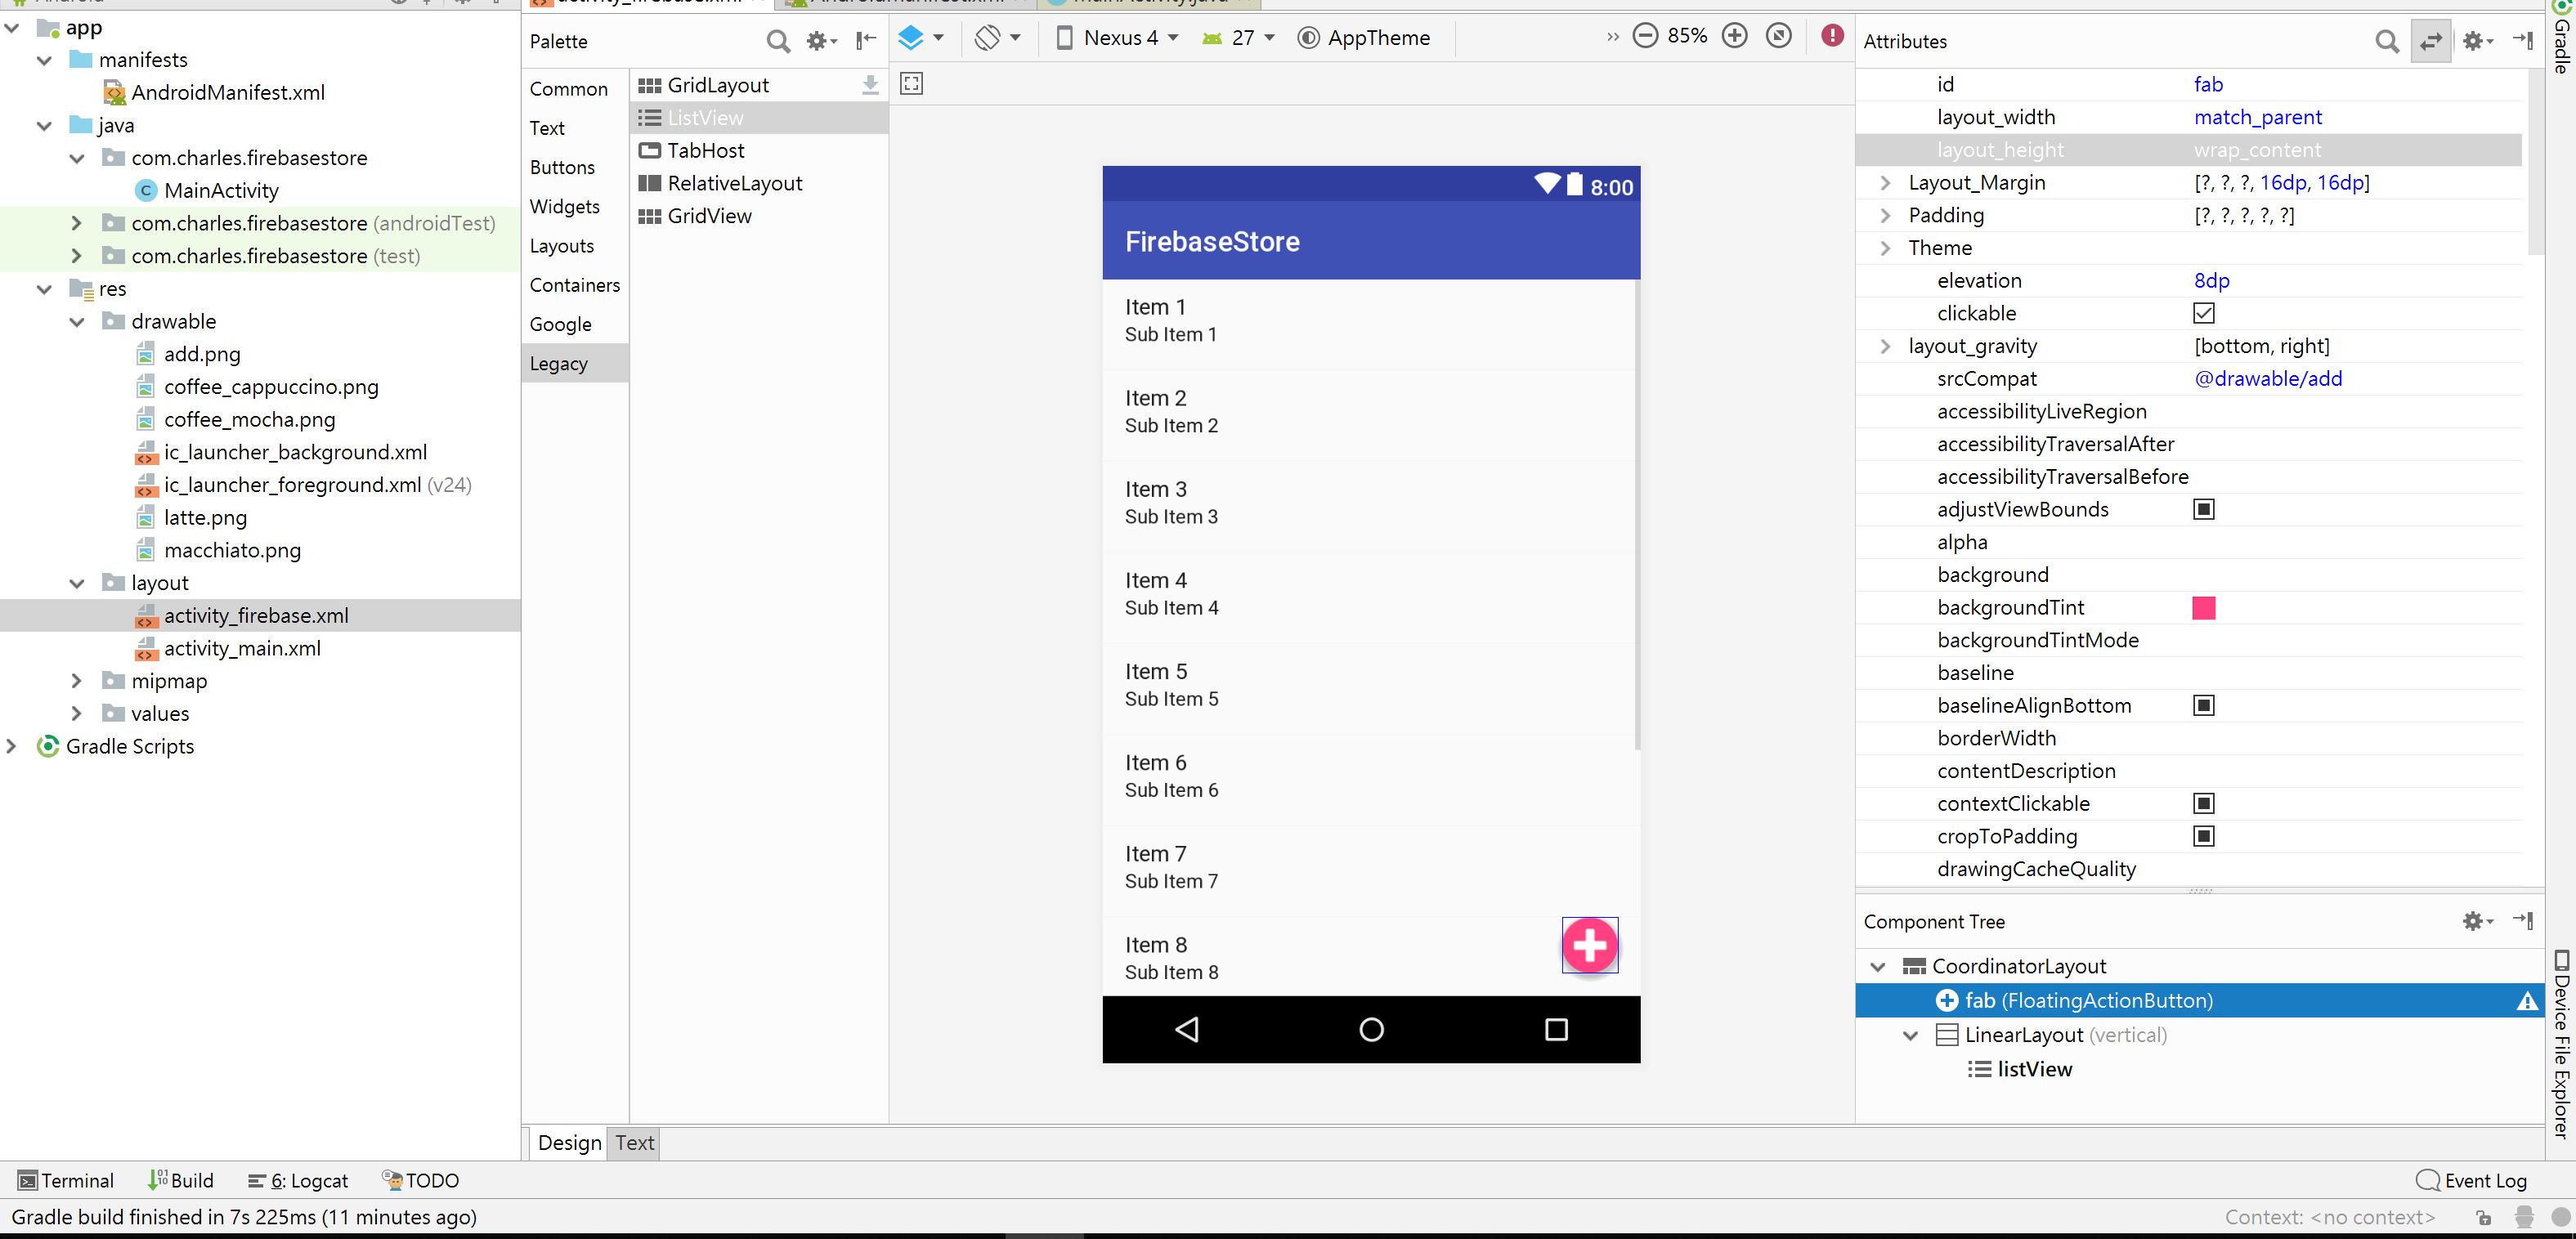 app
manifests
AndroidManifest.xml
java
com.charles.firebasestore
C MainActivity
com.charles.firebasestore (androidTest)
com.charles.firebasestore (test)
res
drawable
add.png
coffee_cappuccino.png
coffee_mocha.png
ic_launcher_background.xml
ic_launcher_foreground.xml (v24)
latte.png
macchiato.png
layout
activity_firebase.xml
activity_main.xml
mipmap
values
Gradle Scripts
Palette
Common
Text
Buttons
Widgets
Layouts
Containers
Google
Legacy
GridLayout
ListView
TabHost
RelativeLayout
GridView
Nexus 4
27
AppTheme
85%
8:00
FirebaseStore
Item 1
Sub Item 1
Item 2
Sub Item 2
Item 3
Sub Item 3
Item 4
Sub Item 4
Item 5
Sub Item 5
Item 6
Sub Item 6
Item 7
Sub Item 7
Item 8
Sub Item 8
Design Text
Attributes
id fab
layout_width match_parent
layout_height wrap_content
Layout_Margin [?, ?, ?, 16dp, 16dp]
Padding [?, ?, ?, ?, ?]
Theme
elevation 8dp
clickable
layout_gravity [bottom, right]
srcCompat @drawable/add
accessibilityLiveRegion
accessibilityTraversalAfter
accessibilityTraversalBefore
adjustViewBounds
alpha
background
backgroundTint
backgroundTintMode
baseline
baselineAlignBottom
borderWidth
contentDescription
contextClickable
cropToPadding
drawingCacheQuality
Component Tree
CoordinatorLayout
fab (FloatingActionButton)
LinearLayout (vertical)
listView
Gradle
Device File Explorer
Terminal
Build
6: Logcat
TODO
Event Log
Gradle build finished in 7s 225ms (11 minutes ago)
Context: <no context>